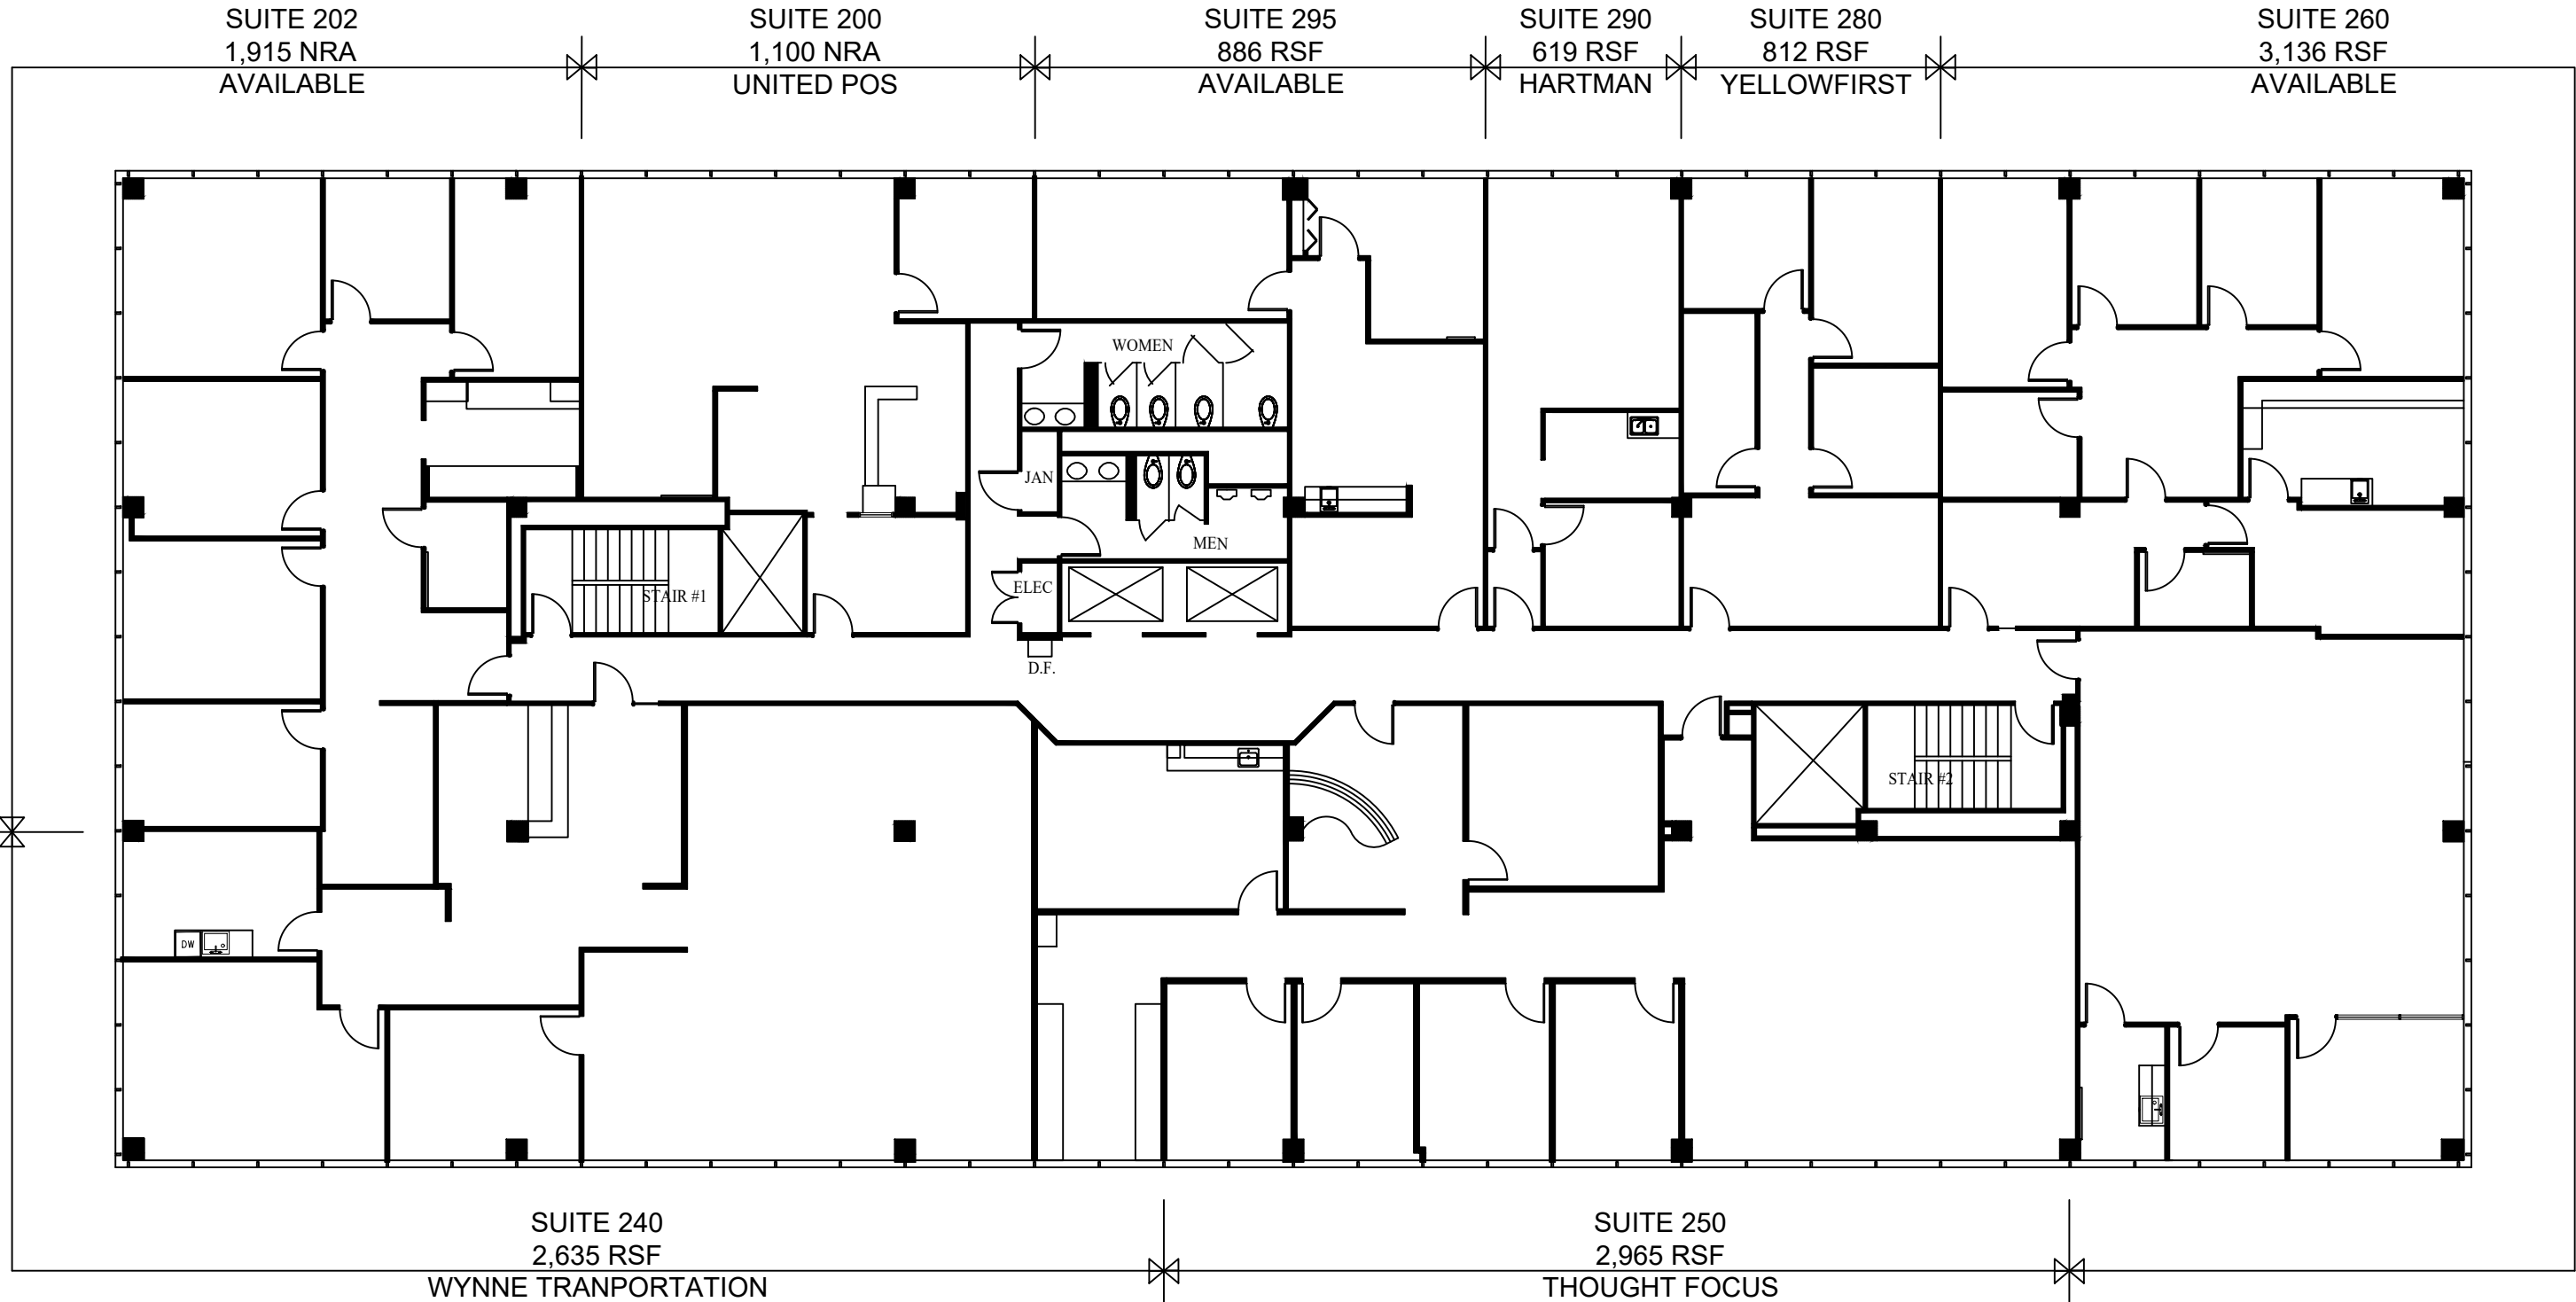 SUITE 202
1,915 NRA
AVAILABLE
SUITE 200
1,100 NRA
UNITED POS
SUITE 295
886 RSF
AVAILABLE
SUITE 290
619 RSF
HARTMAN
SUITE 280
812 RSF
YELLOWFIRST
SUITE 260
3,136 RSF
AVAILABLE
WOMEN
JAN
MEN
ELEC
STAIR #1
D.F.
STAIR #2
DW
SUITE 240
2,635 RSF
WYNNE TRANPORTATION
SUITE 250
2,965 RSF
THOUGHT FOCUS